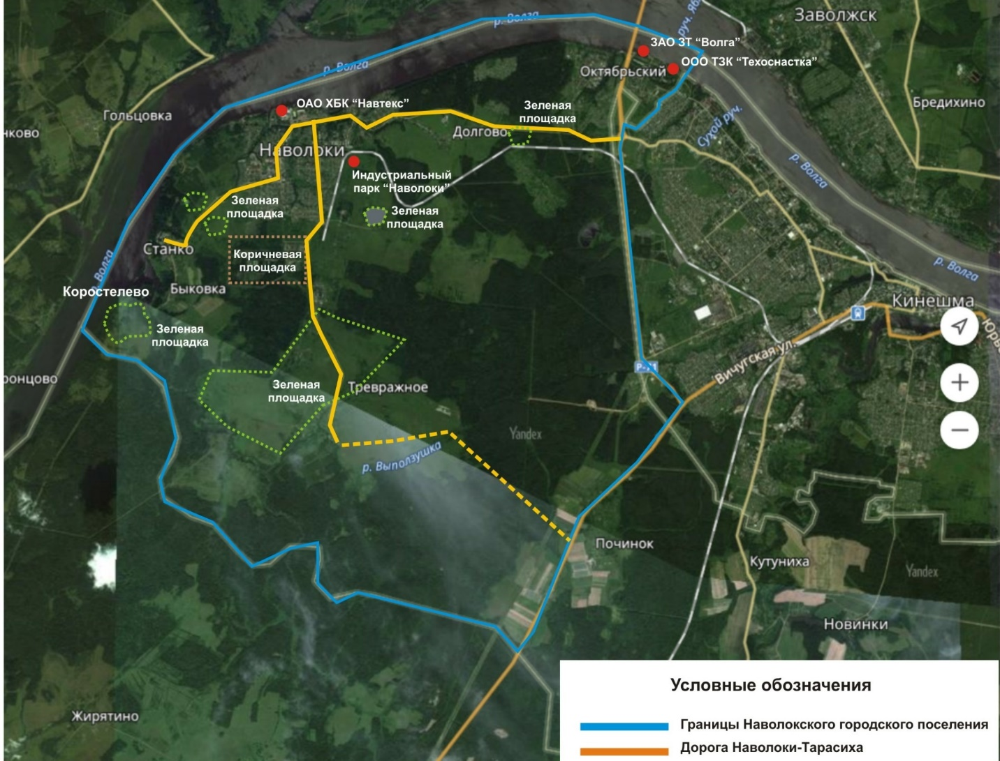 Заволжск
р. Волга
ЗАО ЗТ “Волга”
ООО ТЗК “Техоснастка”
р. Волга
Октябрьский
Бредихино
ОАО ХБК “Навтекс”
Зеленая
площадка
Гольцовка
нково
Долгово
Сухой руч.
Наволоки
р. Волга
Индустриальный
парк “Наволоки”
Зеленая
площадка
Зеленая
площадка
Станко
Коричневая
площадка
р. Волга
р. Волга
Коростелево
Быковка
Кинешма
Зеленая
площадка
Вичугская ул.
ронцово
Зеленая
площадка
Тревражное
Yandex
р. Выползушка
Починок
Кутуниха
Yandex
Новинки
Жирятино
Условные обозначения
Границы Наволокского городского поселения
Дорога Наволоки-Тарасиха